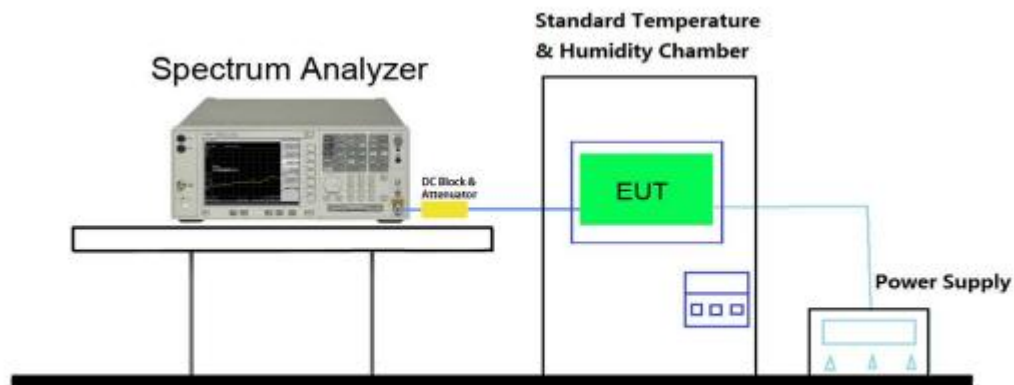 Standard Temperature
& Humidity Chamber
Spectrum Analyzer
DC Block &
Attenuator
EUT
Power Supply